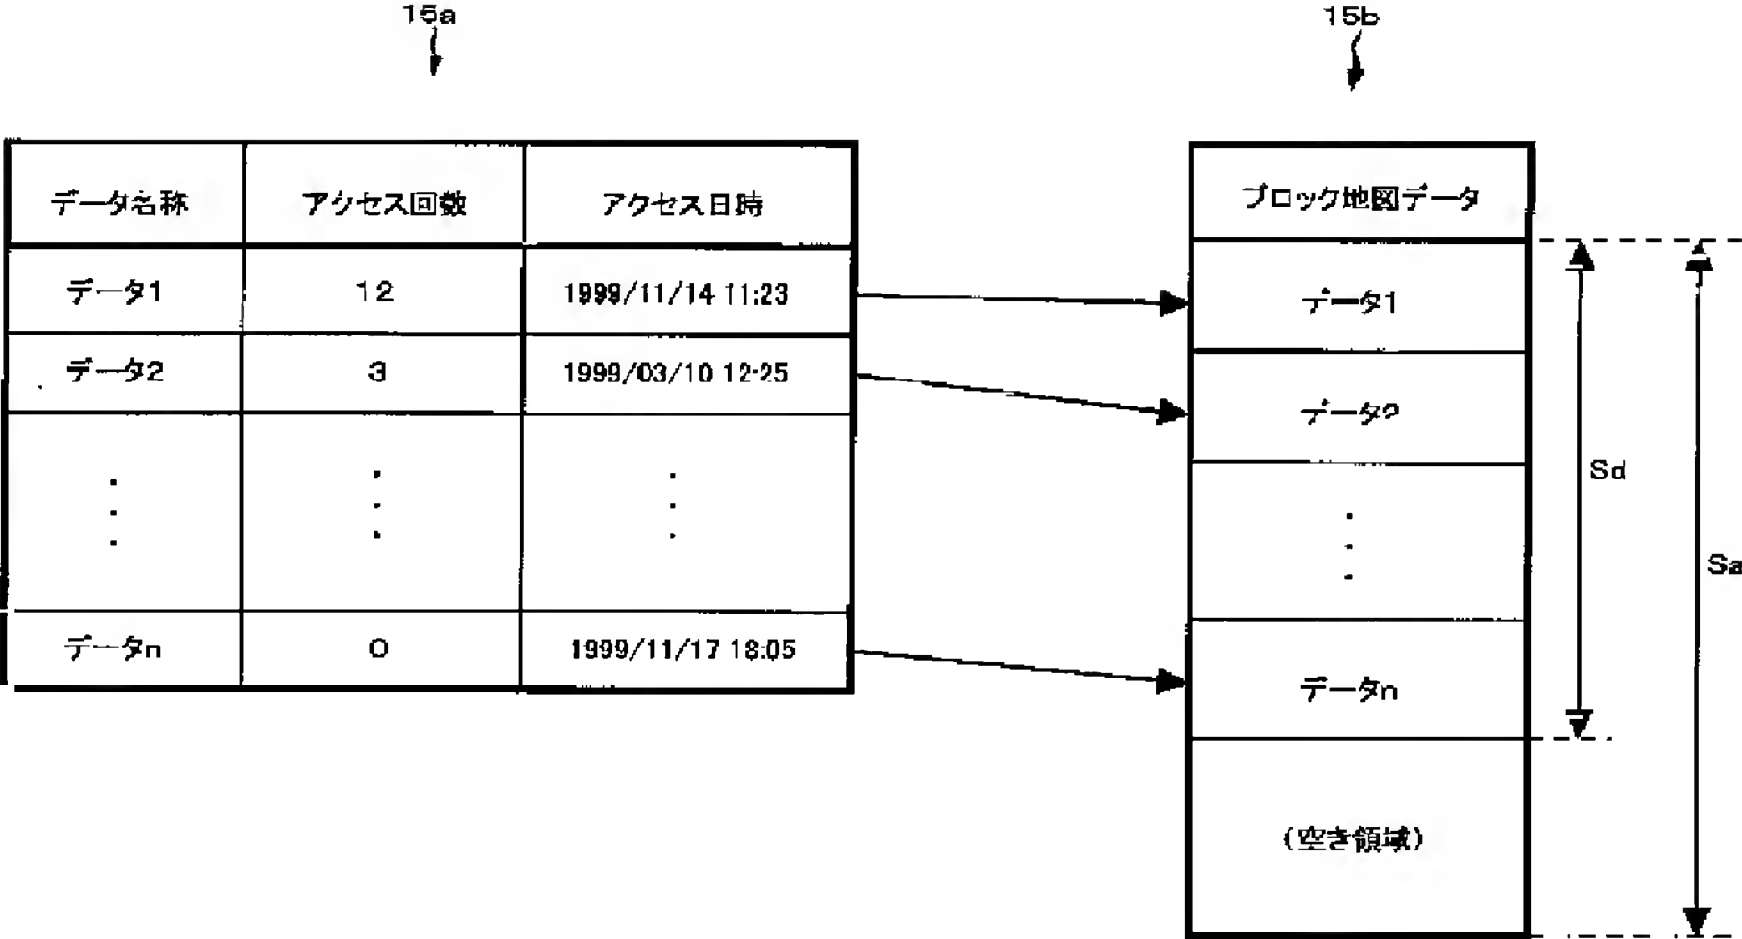 15a
15b
データ名称 アクセス回数 アクセス日時
データ1 12 1999/11/14 11:23
データ2 3 1999/03/10 12:25
データn 0 1999/11/17 18:05
ブロック地図データ
データ1
データ2
データn
(空き領域)
Sd
Sa